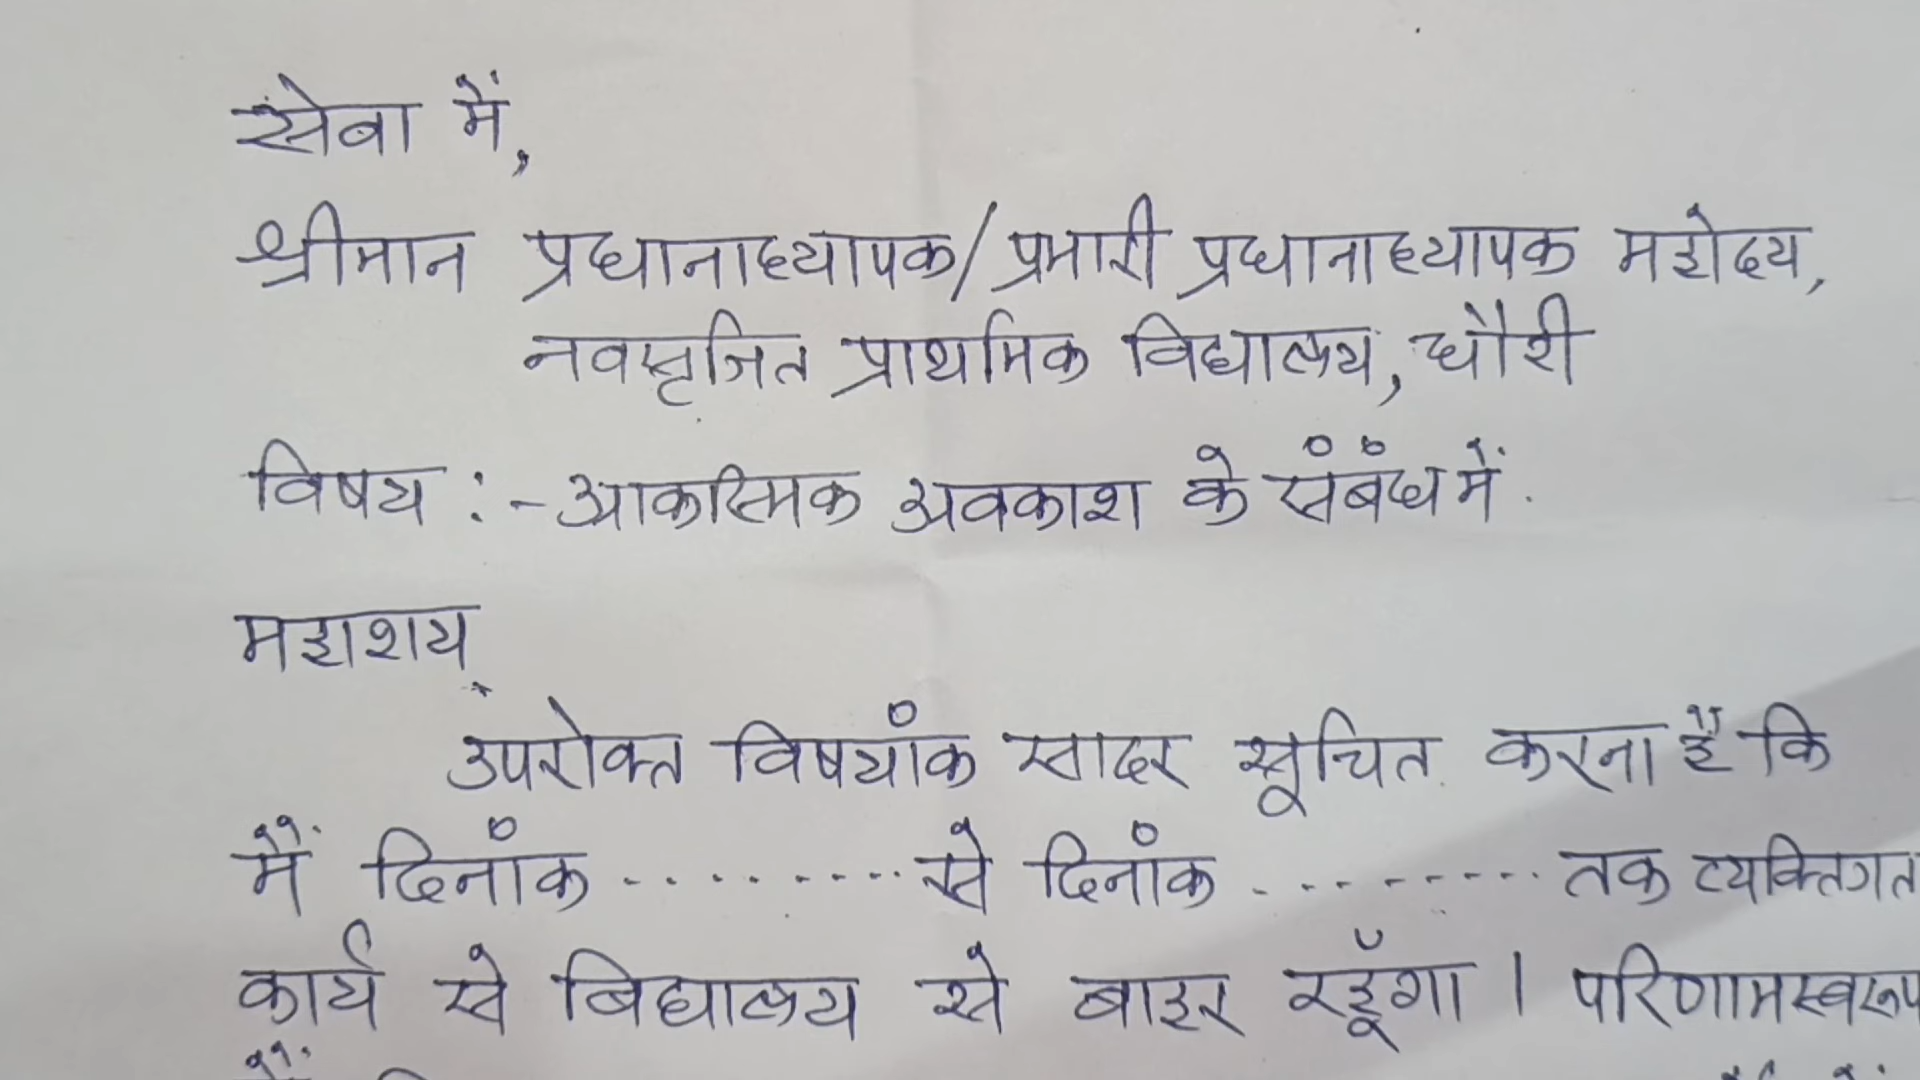 सेबा में,
श्रीमान प्रधानाध्यापक/प्रभारी प्रधानाध्यापक महोदय,
नवसृजित प्राथमिक विद्यालय, धौरी
विषय :- आकस्मिक अवकाश के संबंध में.
महाशय,
उपरोक्त विषयांक सादर सूचित करना है कि
मैं दिनांक ......... से दिनांक ......... तक व्यक्तिगत
कार्य से बिद्यालय से बाहर रहूँगा । परिणामस्वरूप